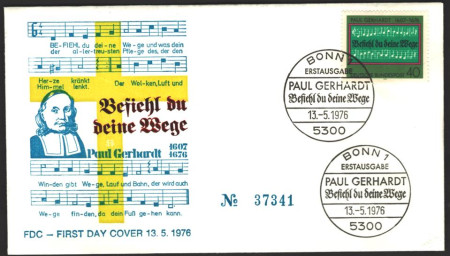 BE-FIEHL du dei-ne We-ge und was dein
der al-ler-treu-sten Pfle-ge des, der den
Her-ze kränkt Der Wol-ken, Luft und
Him-mel lenkt.
Befiehl du
deine Wege
Paul Gerhardt 1607
1676
Winden gibt We-ge, Lauf und Bahn, der wird auch
We-ge fin-den, da dein Fuß ge-hen kann.
FDC – FIRST DAY COVER 13. 5. 1976
№ 37341
PAUL GERHARDT 1607-1676
Befiehl du deine Wege
DEUTSCHE BUNDESPOST
40
BONN 1
ERSTAUSGABE
PAUL GERHARDT
Befiehl du deine Wege
13.-5.1976
5300
BONN 1
ERSTAUSGABE
PAUL GERHARDT
Befiehl du deine Wege
13.-5.1976
5300